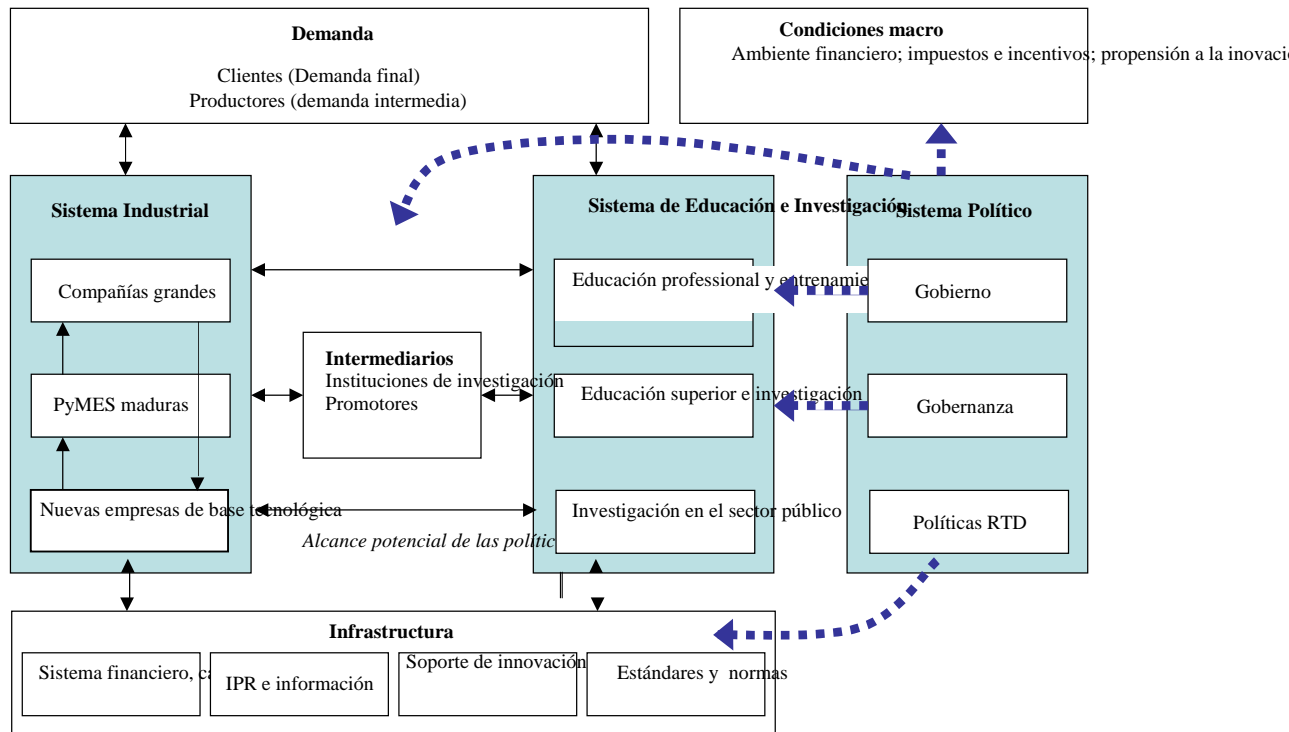 Demanda
Clientes (Demanda final)
Productores (demanda intermedia)
Condiciones macro
Ambiente financiero; impuestos e incentivos; propensión a la inovaci
Sistema Industrial
Compañías grandes
PyMES maduras
Nuevas empresas de base tecnológica
Intermediarios
Instituciones de investigación
Promotores
Alcance potencial de las polític
Sistema de Educación e Investigación
Educación professional y entrenamie
Educación superior e investigación
Investigación en el sector público
Sistema Político
Gobierno
Gobernanza
Políticas RTD
Infrastructura
Sistema financiero, ca
IPR e información
Soporte de innovación
Estándares y normas